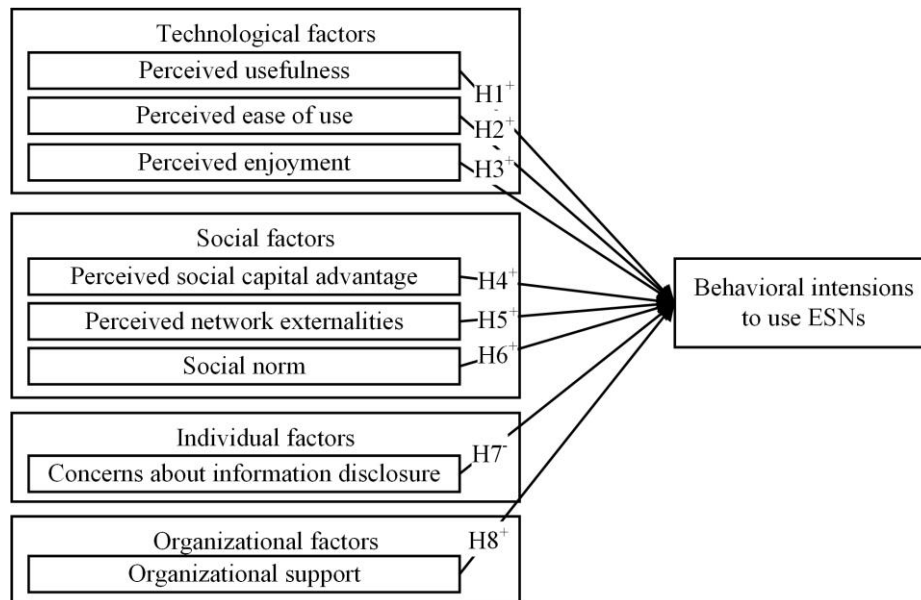 Technological factors
Perceived usefulness
H1+
Perceived ease of use
H2+
Perceived enjoyment
H3+
Social factors
Perceived social capital advantage
H4+
Perceived network externalities
H5+
Social norm
H6+
Behavioral intensions
to use ESNs
Individual factors
Concerns about information disclosure
H7-
Organizational factors
Organizational support
H8+